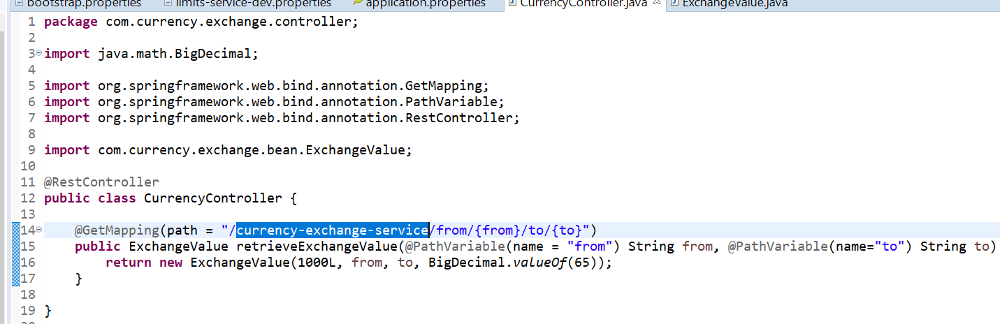 bootstrap.properties limits-service-dev.properties application.properties CurrencyController.java ExchangeValue.java
1 package com.currency.exchange.controller;
2
3 import java.math.BigDecimal;
4
5 import org.springframework.web.bind.annotation.GetMapping;
6 import org.springframework.web.bind.annotation.PathVariable;
7 import org.springframework.web.bind.annotation.RestController;
8
9 import com.currency.exchange.bean.ExchangeValue;
10
11 @RestController
12 public class CurrencyController {
13
14 @GetMapping(path = "/currency-exchange-service/from/{from}/to/{to}")
15 public ExchangeValue retrieveExchangeValue(@PathVariable(name = "from") String from, @PathVariable(name="to") String to)
16 return new ExchangeValue(1000L, from, to, BigDecimal.valueOf(65));
17 }
18
19 }